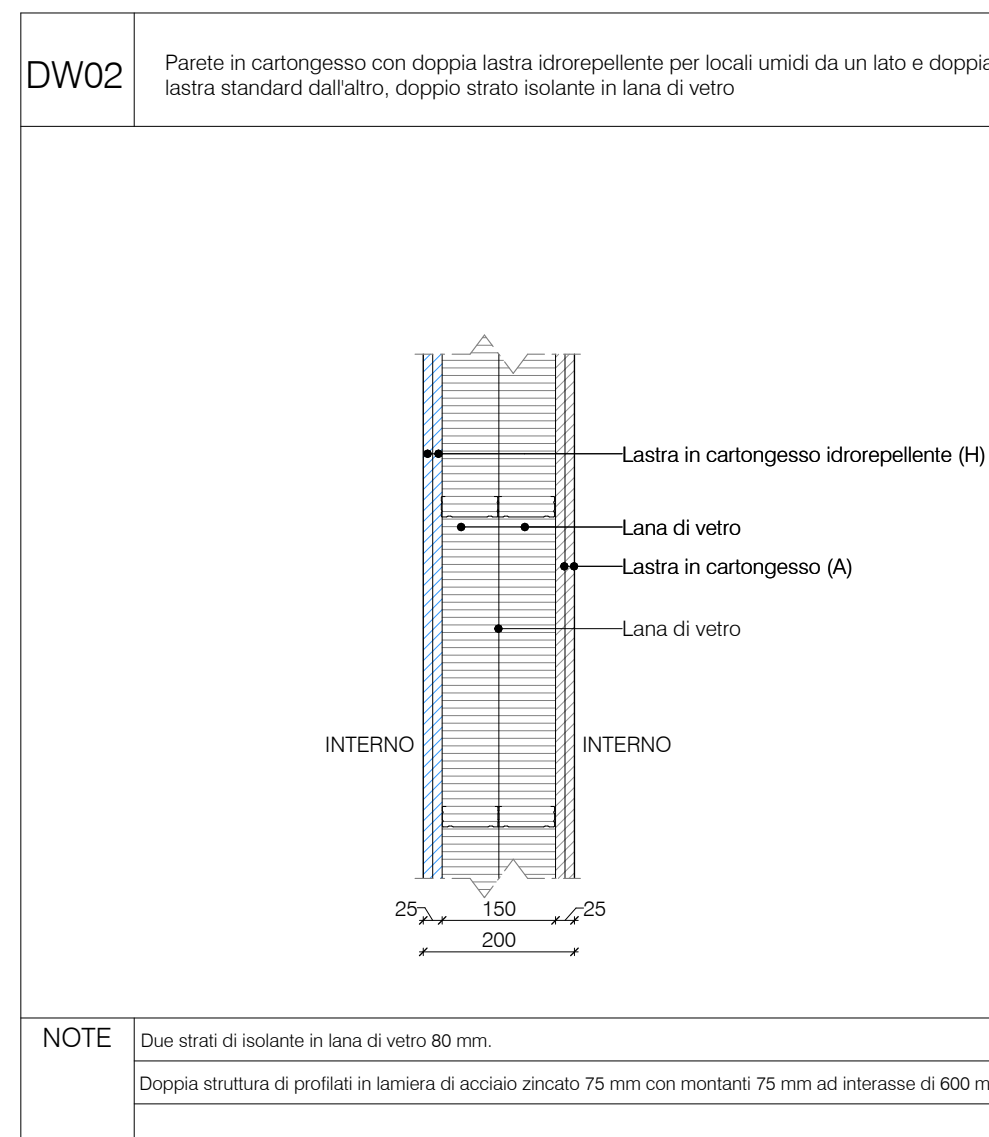 DW02
Parete in cartongesso con doppia lastra idrorepellente per locali umidi da un lato e doppia
lastra standard dall'altro, doppio strato isolante in lana di vetro
Lastra in cartongesso idrorepellente (H)
Lana di vetro
Lastra in cartongesso (A)
Lana di vetro
INTERNO
INTERNO
25
150
25
200
NOTE
Due strati di isolante in lana di vetro 80 mm.
Doppia struttura di profilati in lamiera di acciaio zincato 75 mm con montanti 75 mm ad interasse di 600 m